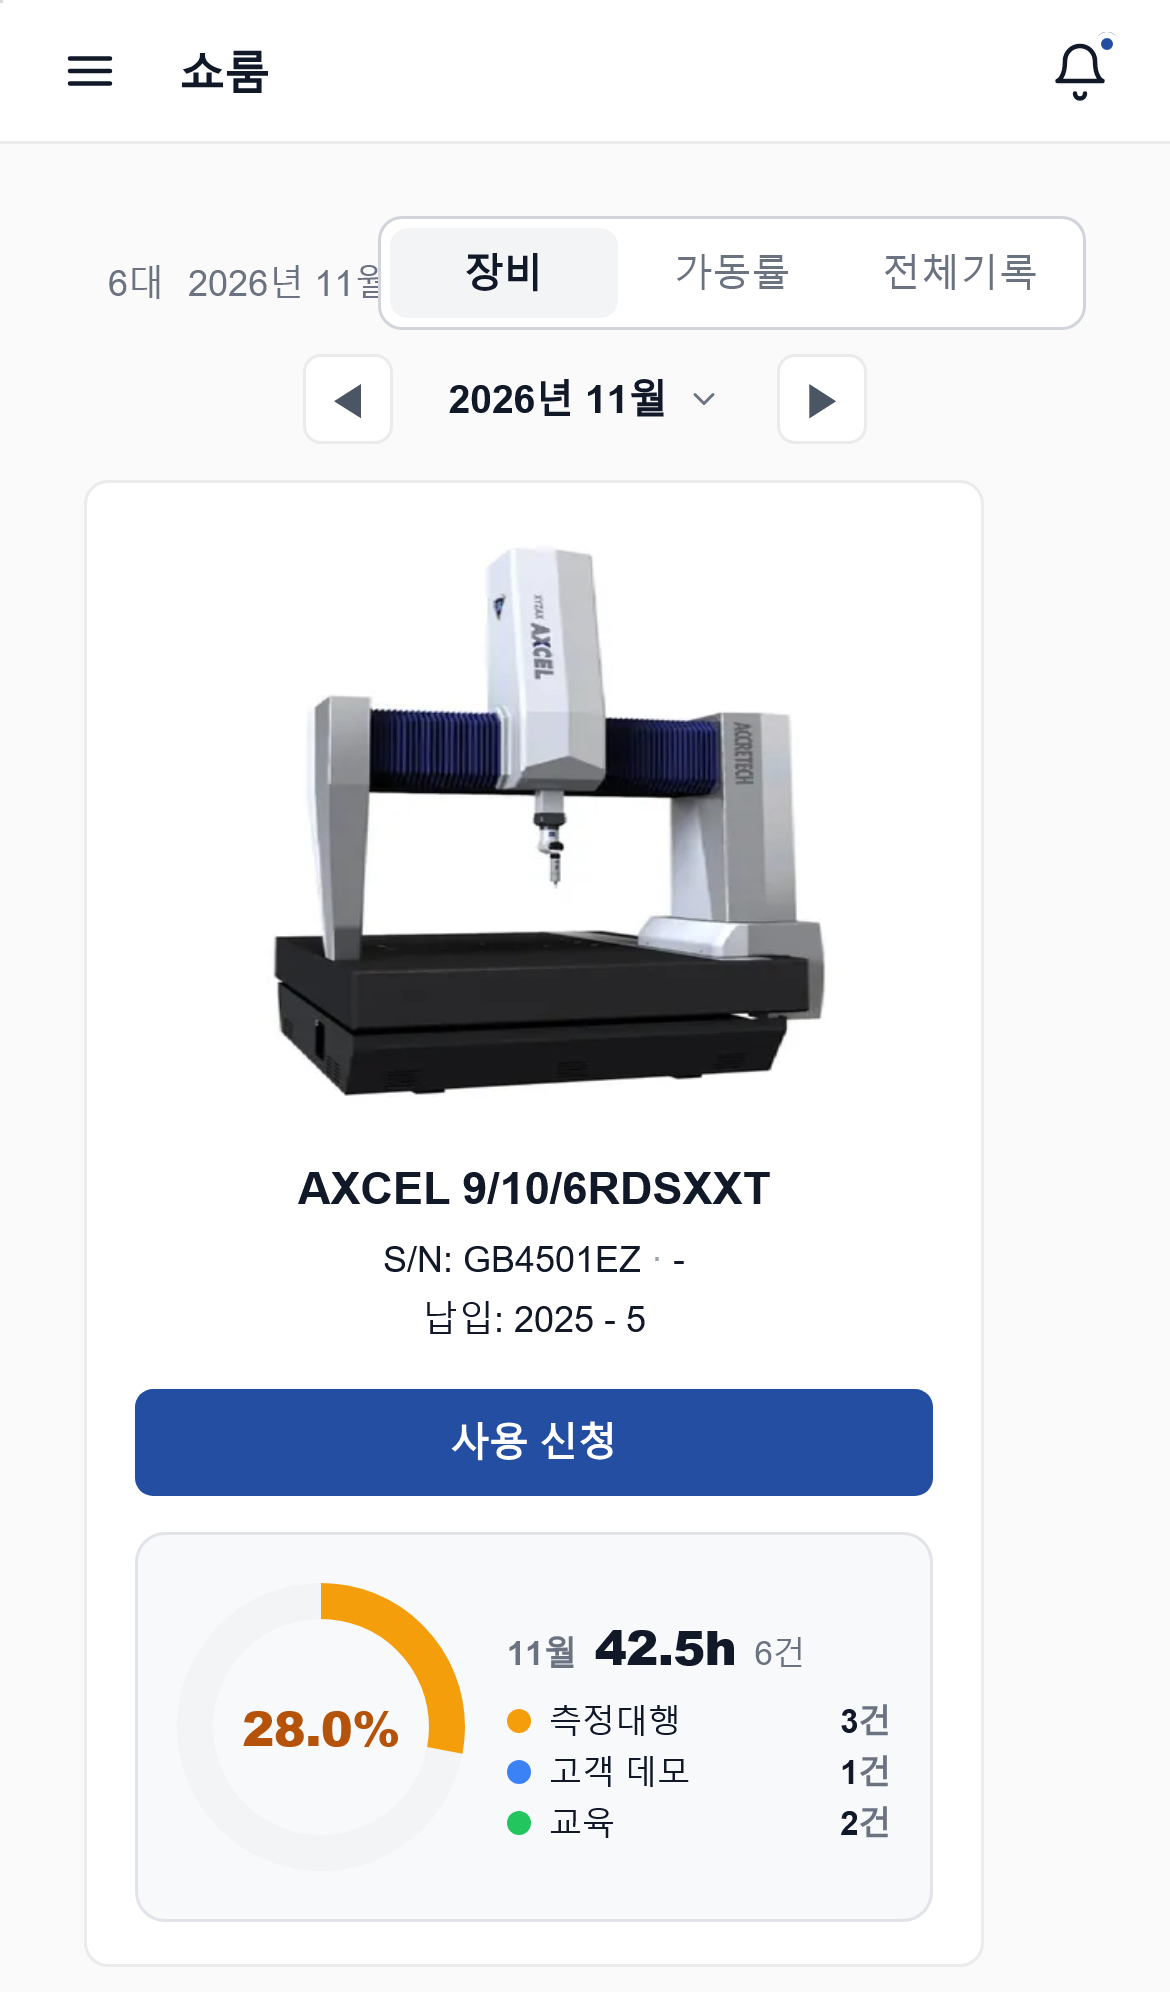 쇼룸
6대 2026년 11월
장비 가동률 전체기록
◀ 2026년 11월 ▶
XYZAX AXCEL
ACCRETECH
AXCEL 9/10/6RDSXXT
S/N: GB4501EZ · -
납입: 2025 - 5
사용 신청
28.0%
11월 42.5h 6건
측정대행 3건
고객 데모 1건
교육 2건